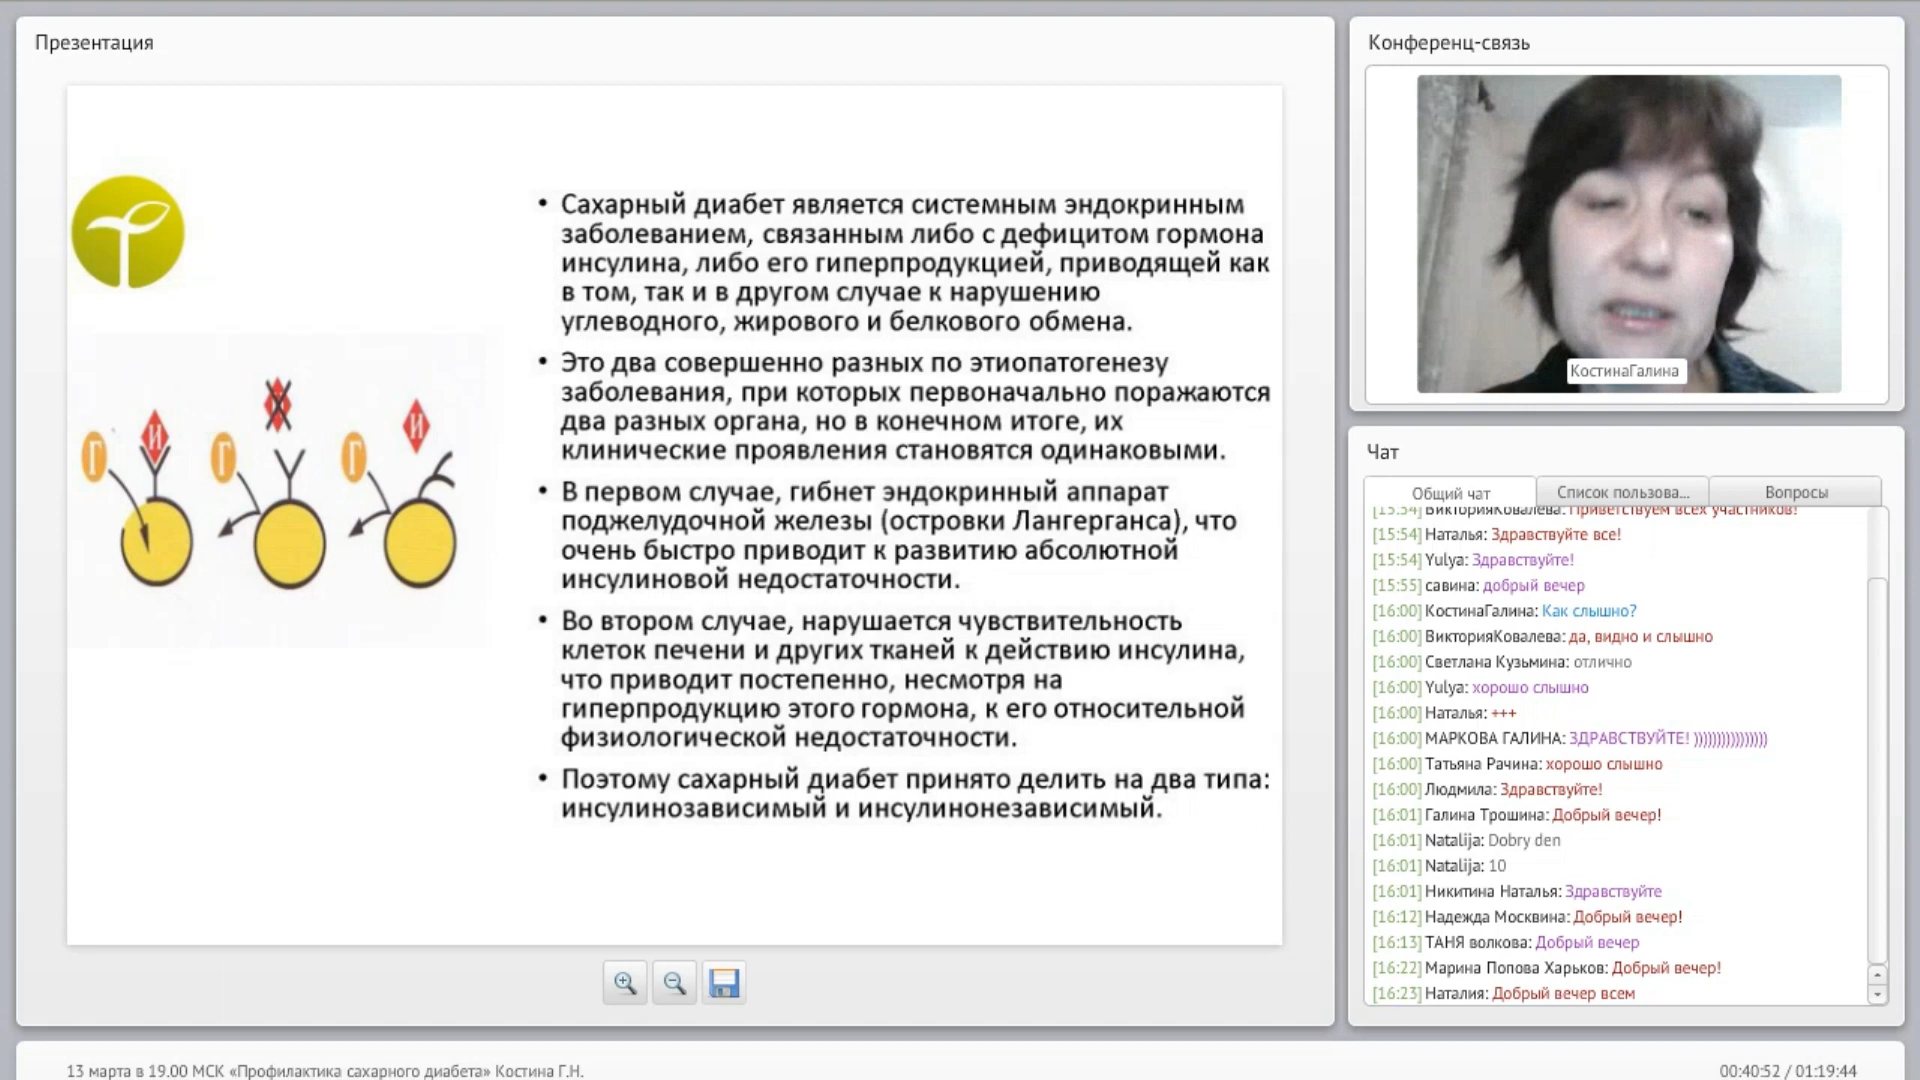 Презентация
Г
И
Г
И
Г
И
• Сахарный диабет является системным эндокринным
заболеванием, связанным либо с дефицитом гормона
инсулина, либо его гиперпродукцией, приводящей как
в том, так и в другом случае к нарушению
углеводного, жирового и белкового обмена.
• Это два совершенно разных по этиопатогенезу
заболевания, при которых первоначально поражаются
два разных органа, но в конечном итоге, их
клинические проявления становятся одинаковыми.
• В первом случае, гибнет эндокринный аппарат
поджелудочной железы (островки Лангерганса), что
очень быстро приводит к развитию абсолютной
инсулиновой недостаточности.
• Во втором случае, нарушается чувствительность
клеток печени и других тканей к действию инсулина,
что приводит постепенно, несмотря на
гиперпродукцию этого гормона, к его относительной
физиологической недостаточности.
• Поэтому сахарный диабет принято делить на два типа:
инсулинозависимый и инсулинонезависимый.
Конференц-связь
КостинаГалина
Чат
Общий чат
Список пользова...
Вопросы
[15:54] ВикторияКовалева: Приветствуем всех участников!
[15:54] Наталья: Здравствуйте все!
[15:54] Yulya: Здравствуйте!
[15:55] савина: добрый вечер
[16:00] КостинаГалина: Как слышно?
[16:00] ВикторияКовалева: да, видно и слышно
[16:00] Светлана Кузьмина: отлично
[16:00] Yulya: хорошо слышно
[16:00] Наталья: +++
[16:00] МАРКОВА ГАЛИНА: ЗДРАВСТВУЙТЕ! ))))))))))))))))
[16:00] Татьяна Рачина: хорошо слышно
[16:00] Людмила: Здравствуйте!
[16:01] Галина Трошина: Добрый вечер!
[16:01] Natalija: Dobry den
[16:01] Natalija: 10
[16:01] Никитина Наталья: Здравствуйте
[16:12] Надежда Москвина: Добрый вечер!
[16:13] ТАНЯ волкова: Добрый вечер
[16:22] Марина Попова Харьков: Добрый вечер!
[16:23] Наталия: Добрый вечер всем
13 марта в 19.00 МСК «Профилактика сахарного диабета» Костина Г.Н.
00:40:52 / 01:19:44